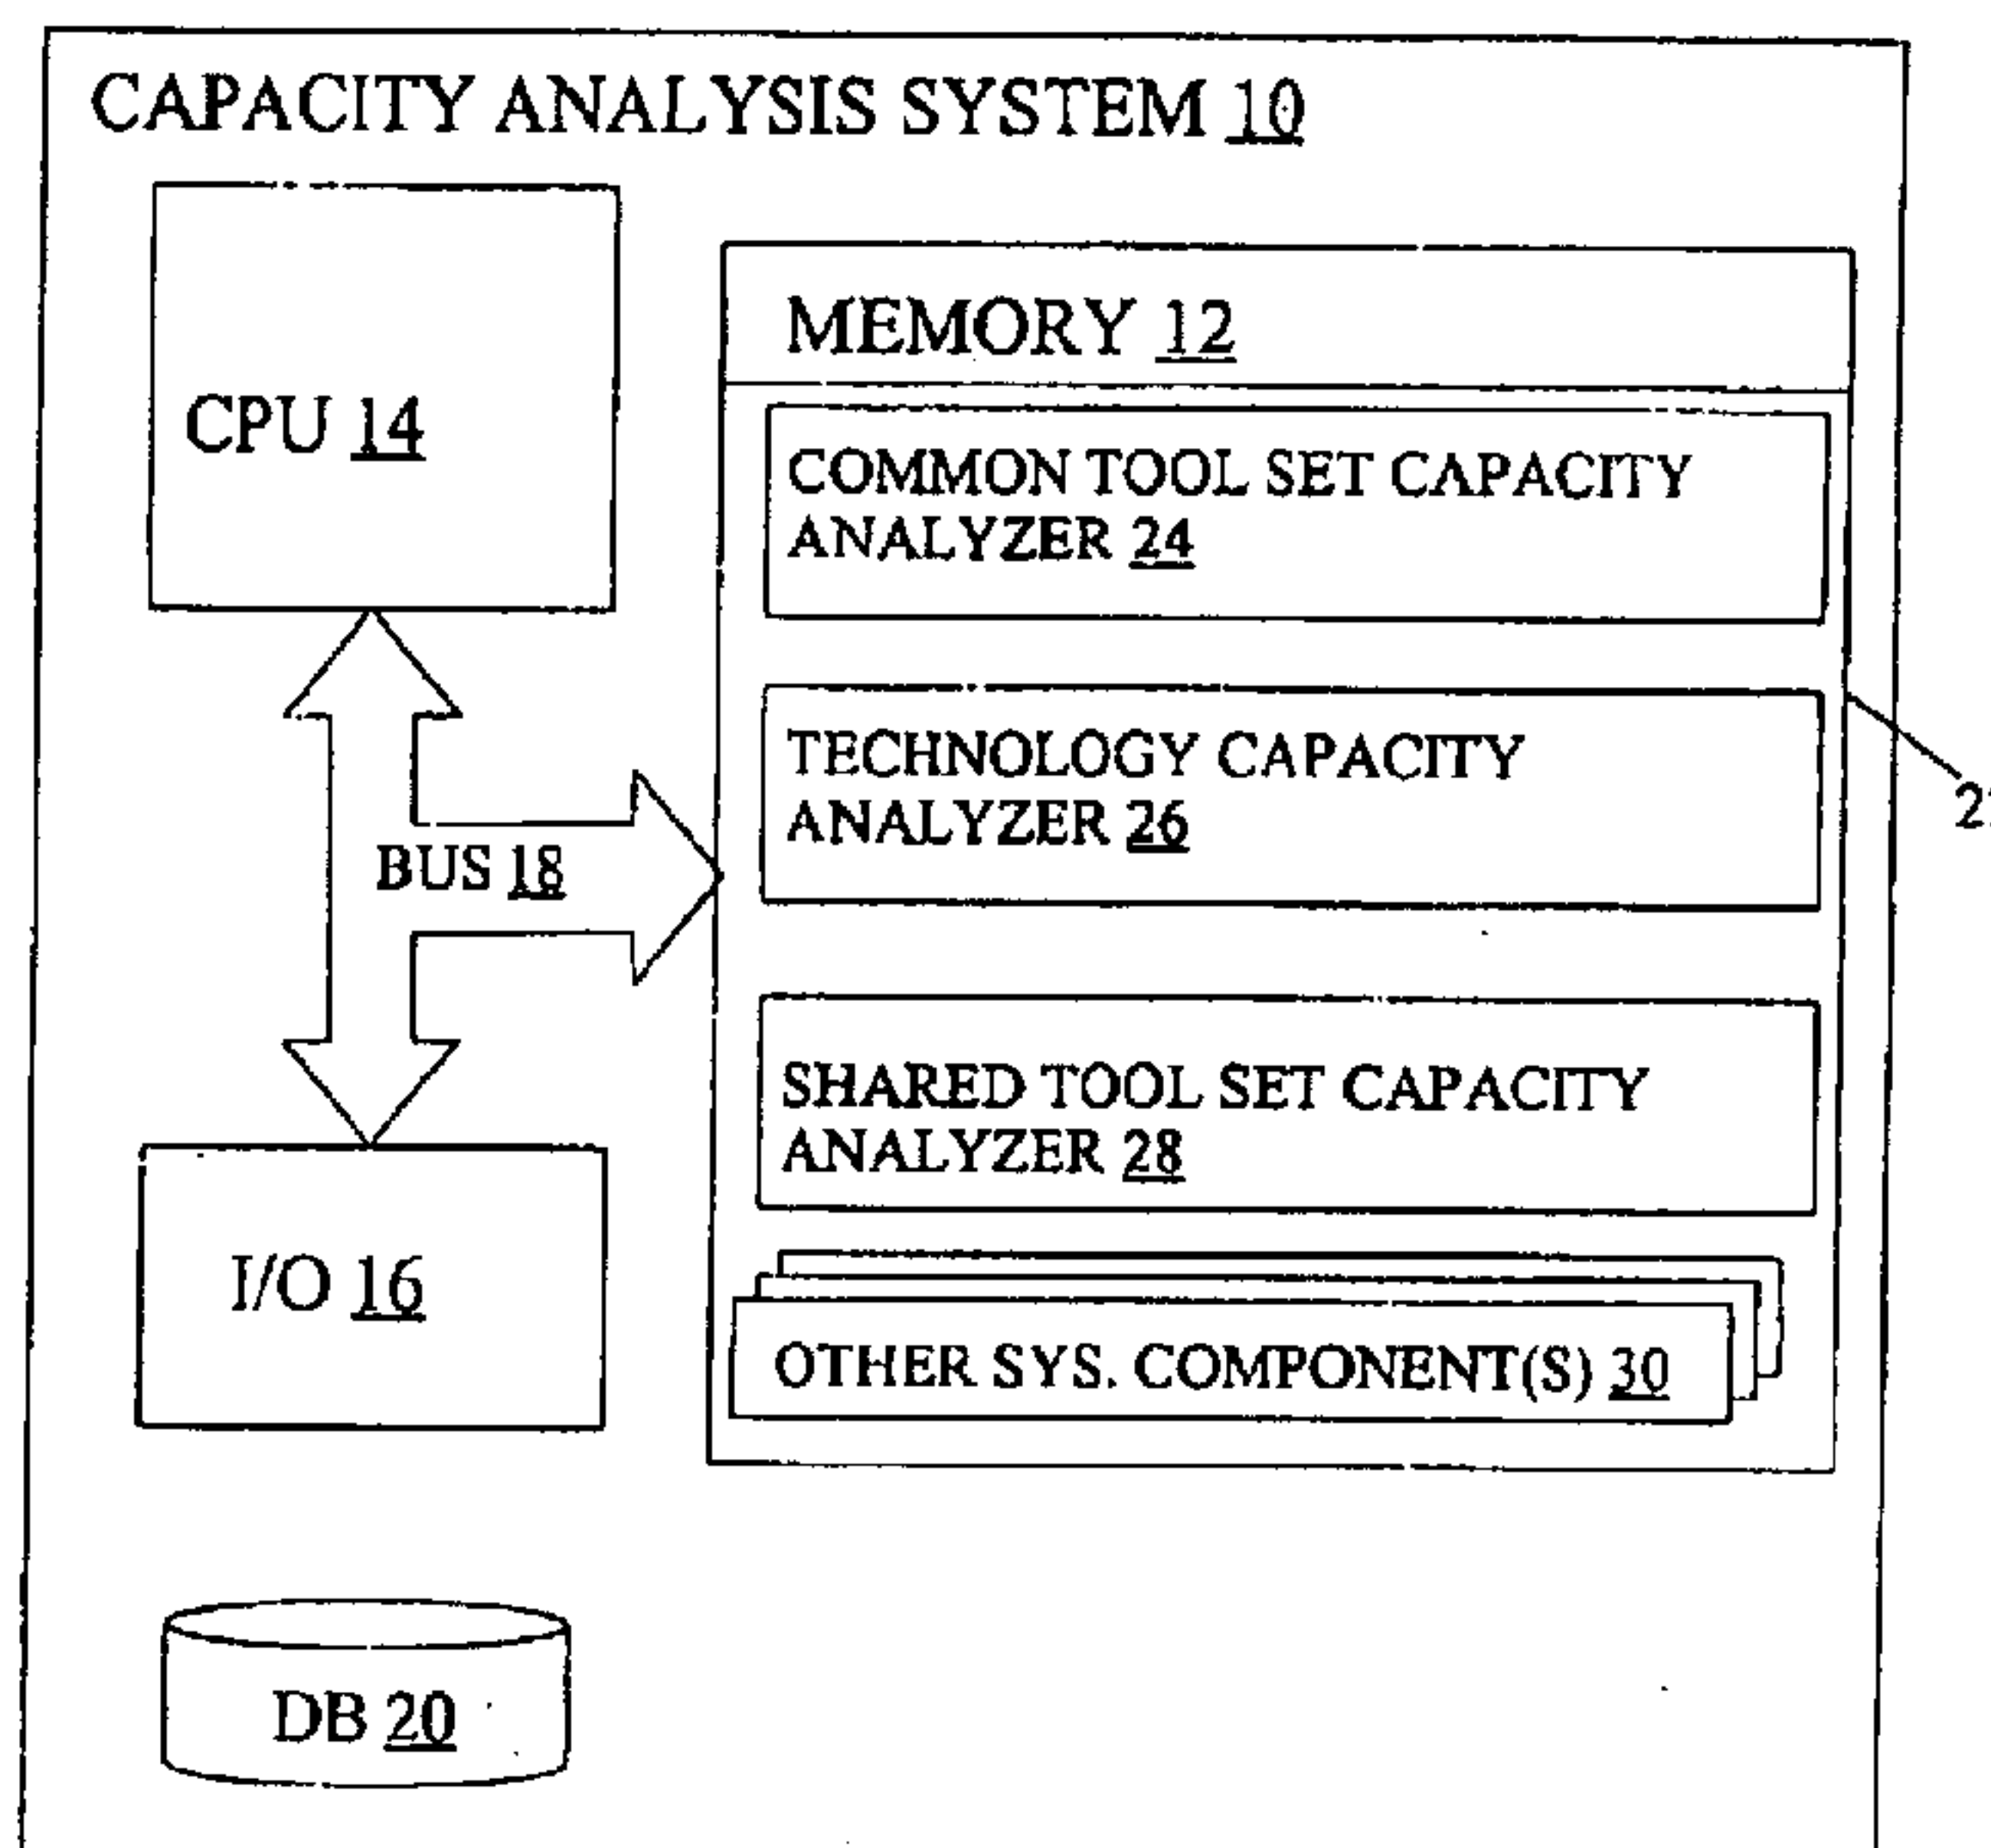 CAPACITY ANALYSIS SYSTEM 10
CPU 14
MEMORY 12
COMMON TOOL SET CAPACITY
ANALYZER 24
TECHNOLOGY CAPACITY
ANALYZER 26
BUS 18
SHARED TOOL SET CAPACITY
ANALYZER 28
I/O 16
OTHER SYS. COMPONENT(S) 30
DB 20